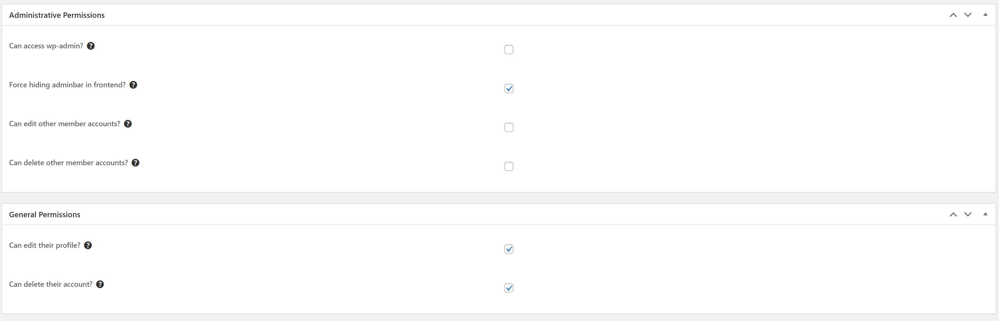 Administrative Permissions
Can access wp-admin? ?
Force hiding adminbar in frontend? ?
Can edit other member accounts? ?
Can delete other member accounts? ?
General Permissions
Can edit their profile? ?
Can delete their account? ?